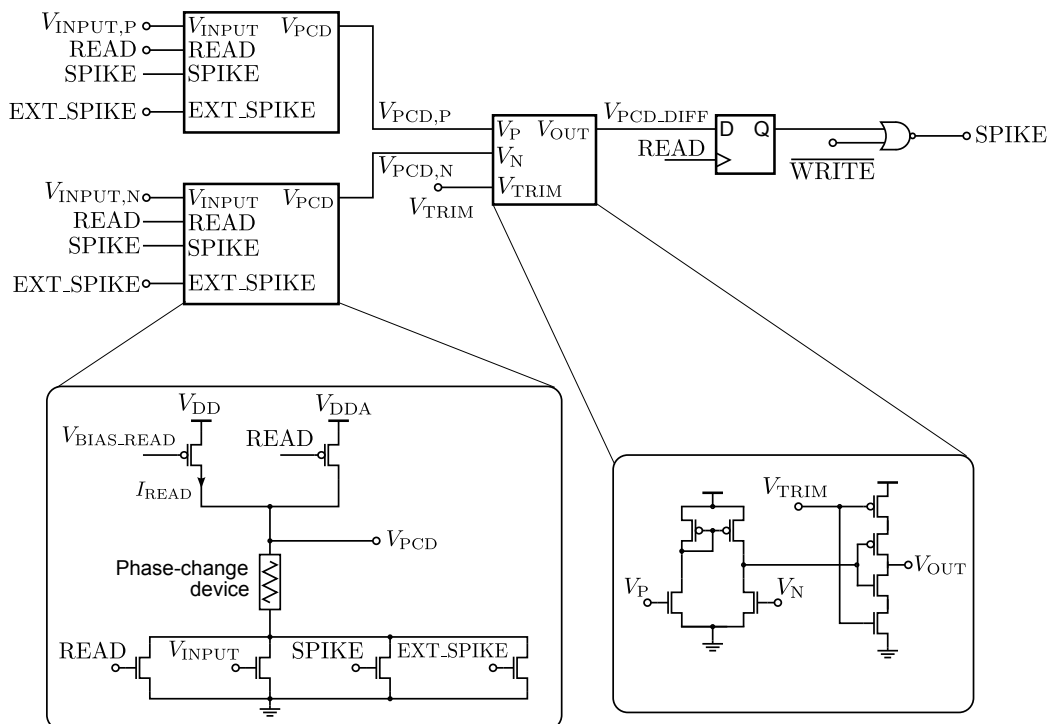 V_INPUT,P
READ
SPIKE
EXT_SPIKE
V_INPUT V_PCD
READ
SPIKE
EXT_SPIKE
V_INPUT,N
READ
SPIKE
EXT_SPIKE
V_INPUT V_PCD
READ
SPIKE
EXT_SPIKE
V_PCD,P
V_PCD,N
V_TRIM
V_P V_OUT
V_N
V_TRIM
V_PCD_DIFF
READ
D Q
WRITE
SPIKE
V_DD
V_DDA
V_BIAS_READ
READ
I_READ
V_PCD
Phase-change
device
READ
V_INPUT
SPIKE
EXT_SPIKE
V_TRIM
V_P
V_N
V_OUT